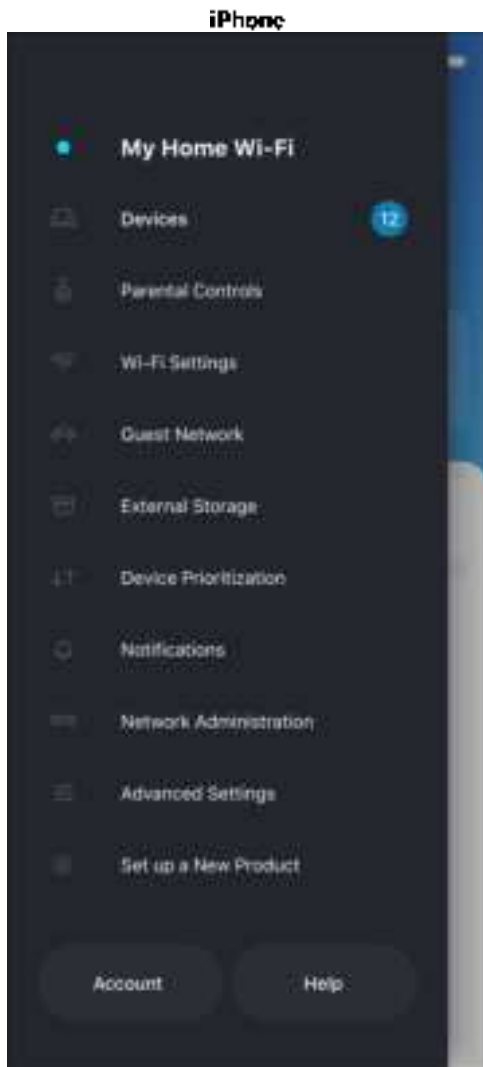 iPhone
My Home Wi-Fi
Devices 12
Parental Controls
Wi-Fi Settings
Guest Network
External Storage
Device Prioritization
Notifications
Network Administration
Advanced Settings
Set up a New Product
Account Help